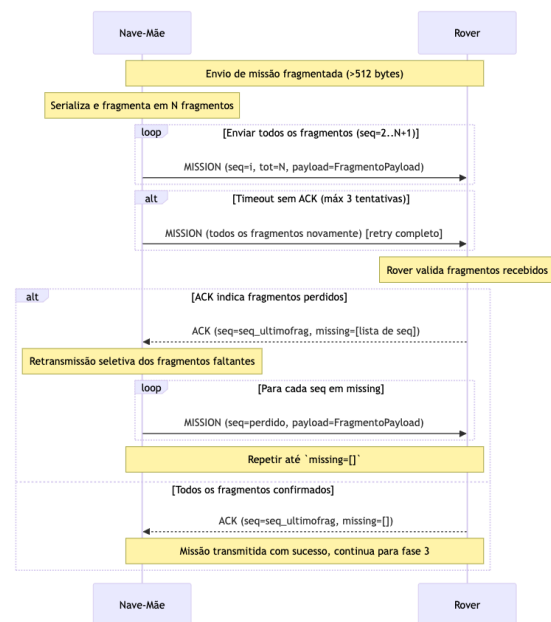 Nave-Mãe Rover
Envio de missão fragmentada (>512 bytes)
Serializa e fragmenta em N fragmentos
loop [Enviar todos os fragmentos (seq=2..N+1)]
MISSION (seq=i, tot=N, payload=FragmentoPayload)
alt [Timeout sem ACK (máx 3 tentativas)]
MISSION (todos os fragmentos novamente) [retry completo]
Rover valida fragmentos recebidos
alt [ACK indica fragmentos perdidos]
ACK (seq=seq_ultimofrag, missing=[lista de seq])
Retransmissão seletiva dos fragmentos faltantes
loop [Para cada seq em missing]
MISSION (seq=perdido, payload=FragmentoPayload)
Repetir até `missing=[]`
[Todos os fragmentos confirmados]
ACK (seq=seq_ultimofrag, missing=[])
Missão transmitida com sucesso, continua para fase 3
Nave-Mãe Rover